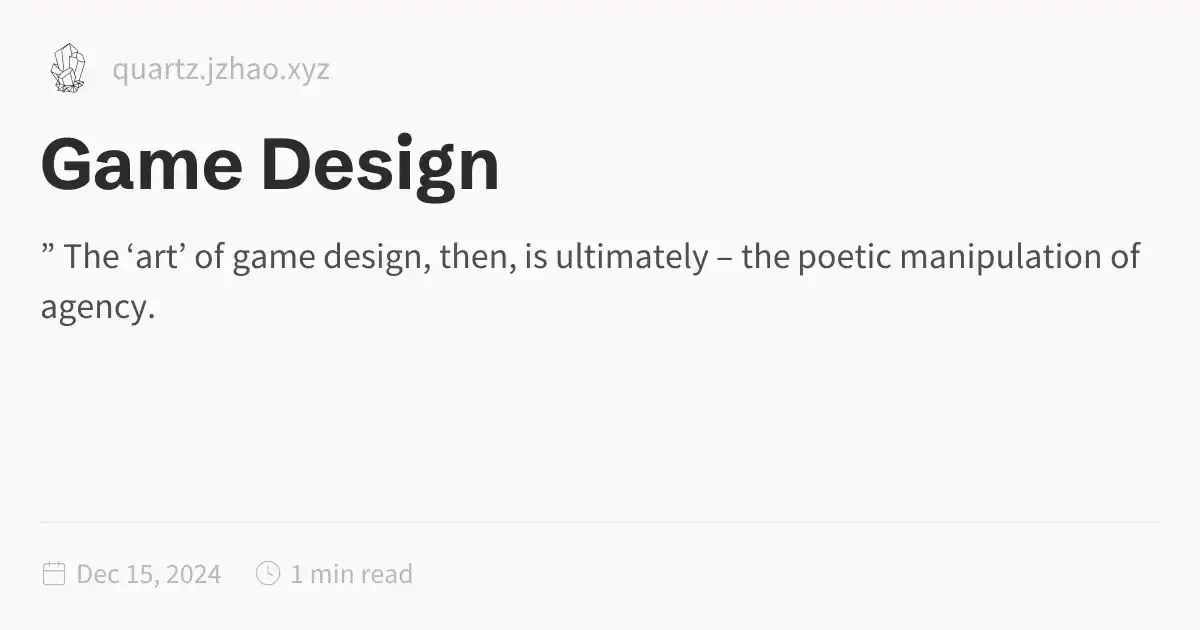 quartz.jzhao.xyz
Game Design
” The ‘art’ of game design, then, is ultimately – the poetic manipulation of
agency.
Dec 15, 2024
1 min read